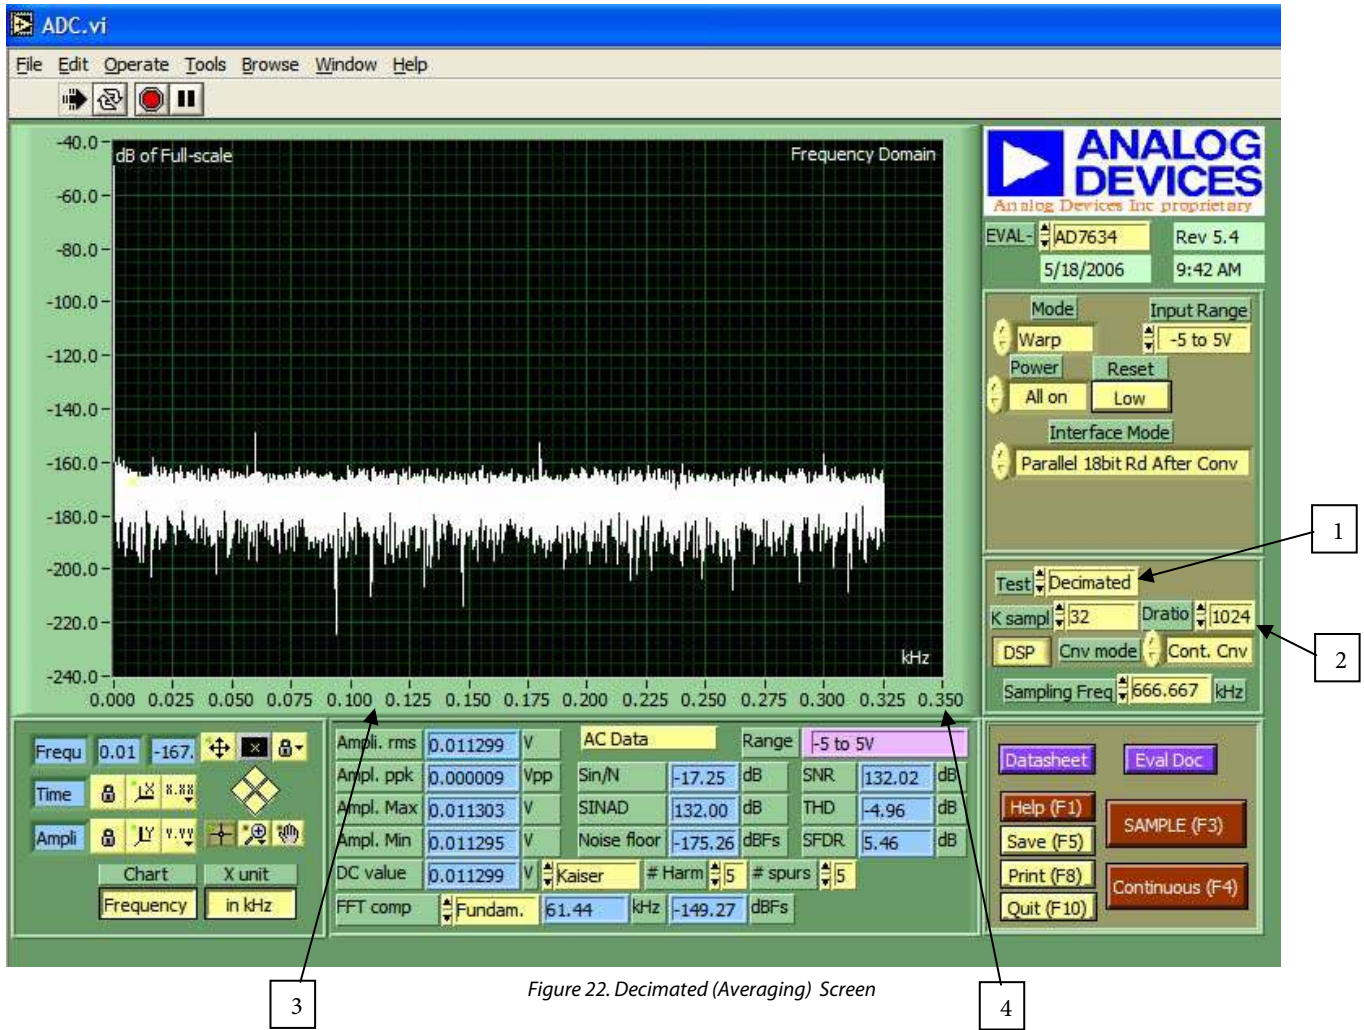 ADC.vi
File Edit Operate Tools Browse Window Help
dB of Full-scale
Frequency Domain
-40.0
-60.0
-80.0
-100.0
-120.0
-140.0
-160.0
-180.0
-200.0
-220.0
-240.0
kHz
0.000 0.025 0.050 0.075 0.100 0.125 0.150 0.175 0.200 0.225 0.250 0.275 0.300 0.325 0.350
ANALOG
DEVICES
Analog Devices Inc proprietary
EVAL- AD7634 Rev 5.4
5/18/2006 9:42 AM
Mode Input Range
Warp -5 to 5V
Power Reset
All on Low
Interface Mode
Parallel 18bit Rd After Conv
1
Test Decimated
K sampl 32 Dratio 1024
2
DSP Cnv mode Cont. Cnv
Sampling Freq 666.667 kHz
Frequ 0.01 -167.
Time X.XX
Ampli Y.YY
Chart X unit
Frequency in kHz
Ampli. rms 0.011299 V AC Data Range -5 to 5V
Ampl. ppk 0.000009 Vpp Sin/N -17.25 dB SNR 132.02 dB
Ampl. Max 0.011303 V SINAD 132.00 dB THD -4.96 dB
Ampl. Min 0.011295 V Noise floor -175.26 dBFs SFDR 5.46 dB
DC value 0.011299 V Kaiser # Harm 5 # spurs 5
FFT comp Fundam. 61.44 kHz -149.27 dBFs
Datasheet Eval Doc
Help (F1)
Save (F5)
Print (F8)
Quit (F10)
SAMPLE (F3)
Continuous (F4)
3
4
Figure 22. Decimated (Averaging) Screen